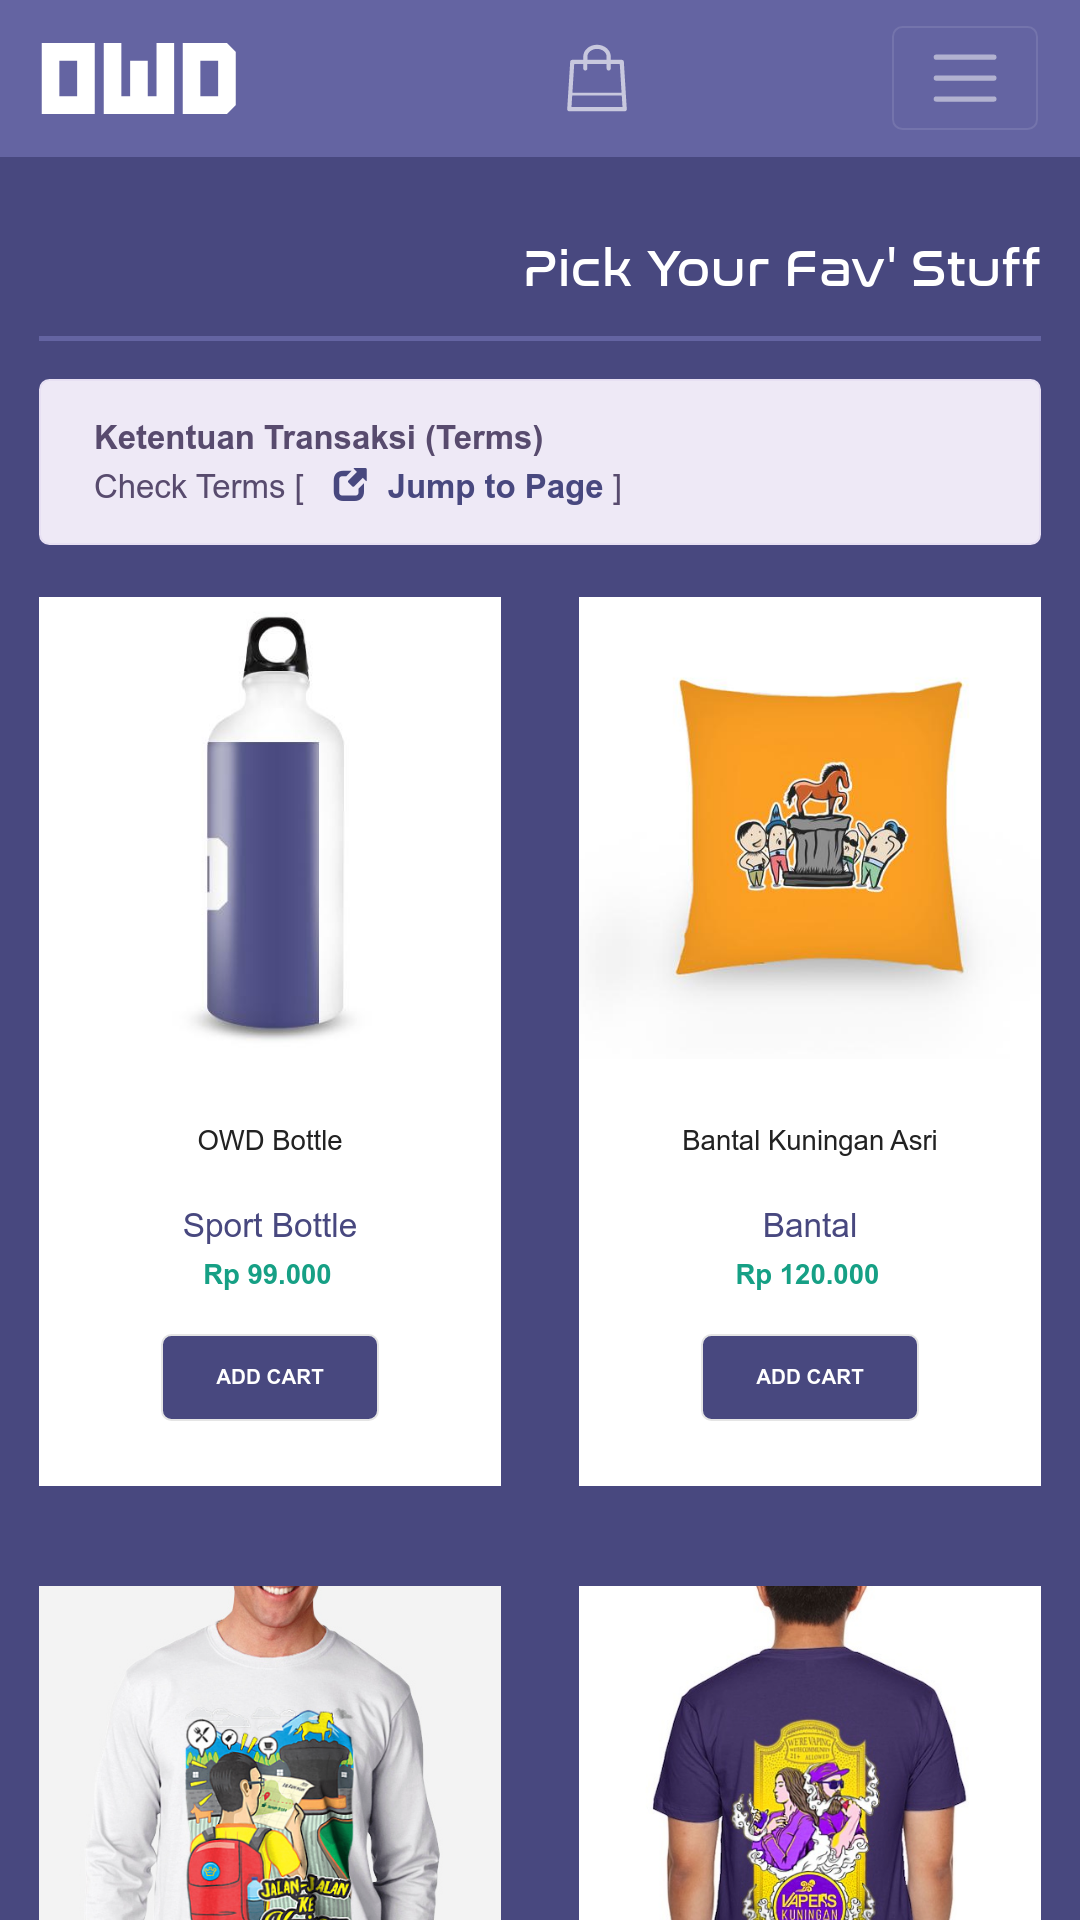 OWD
Pick Your Fav' Stuff
Ketentuan Transaksi (Terms)
Check Terms [ Jump to Page ]
OWD Bottle
Bantal Kuningan Asri
Sport Bottle
Bantal
Rp 99.000
Rp 120.000
ADD CART
ADD CART
WE'RE VAPING
21+ ALLOWED
JALAN-JALAN
KE
VAPERS
KUNINGAN